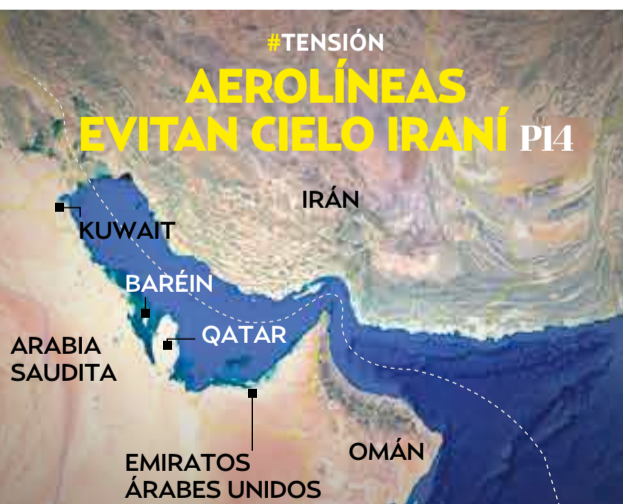 #TENSIÓN
AEROLÍNEAS
EVITAN CIELO IRANÍ P14
IRÁN
KUWAIT
BARÉIN
QATAR
ARABIA
SAUDITA
OMÁN
EMIRATOS
ÁRABES UNIDOS